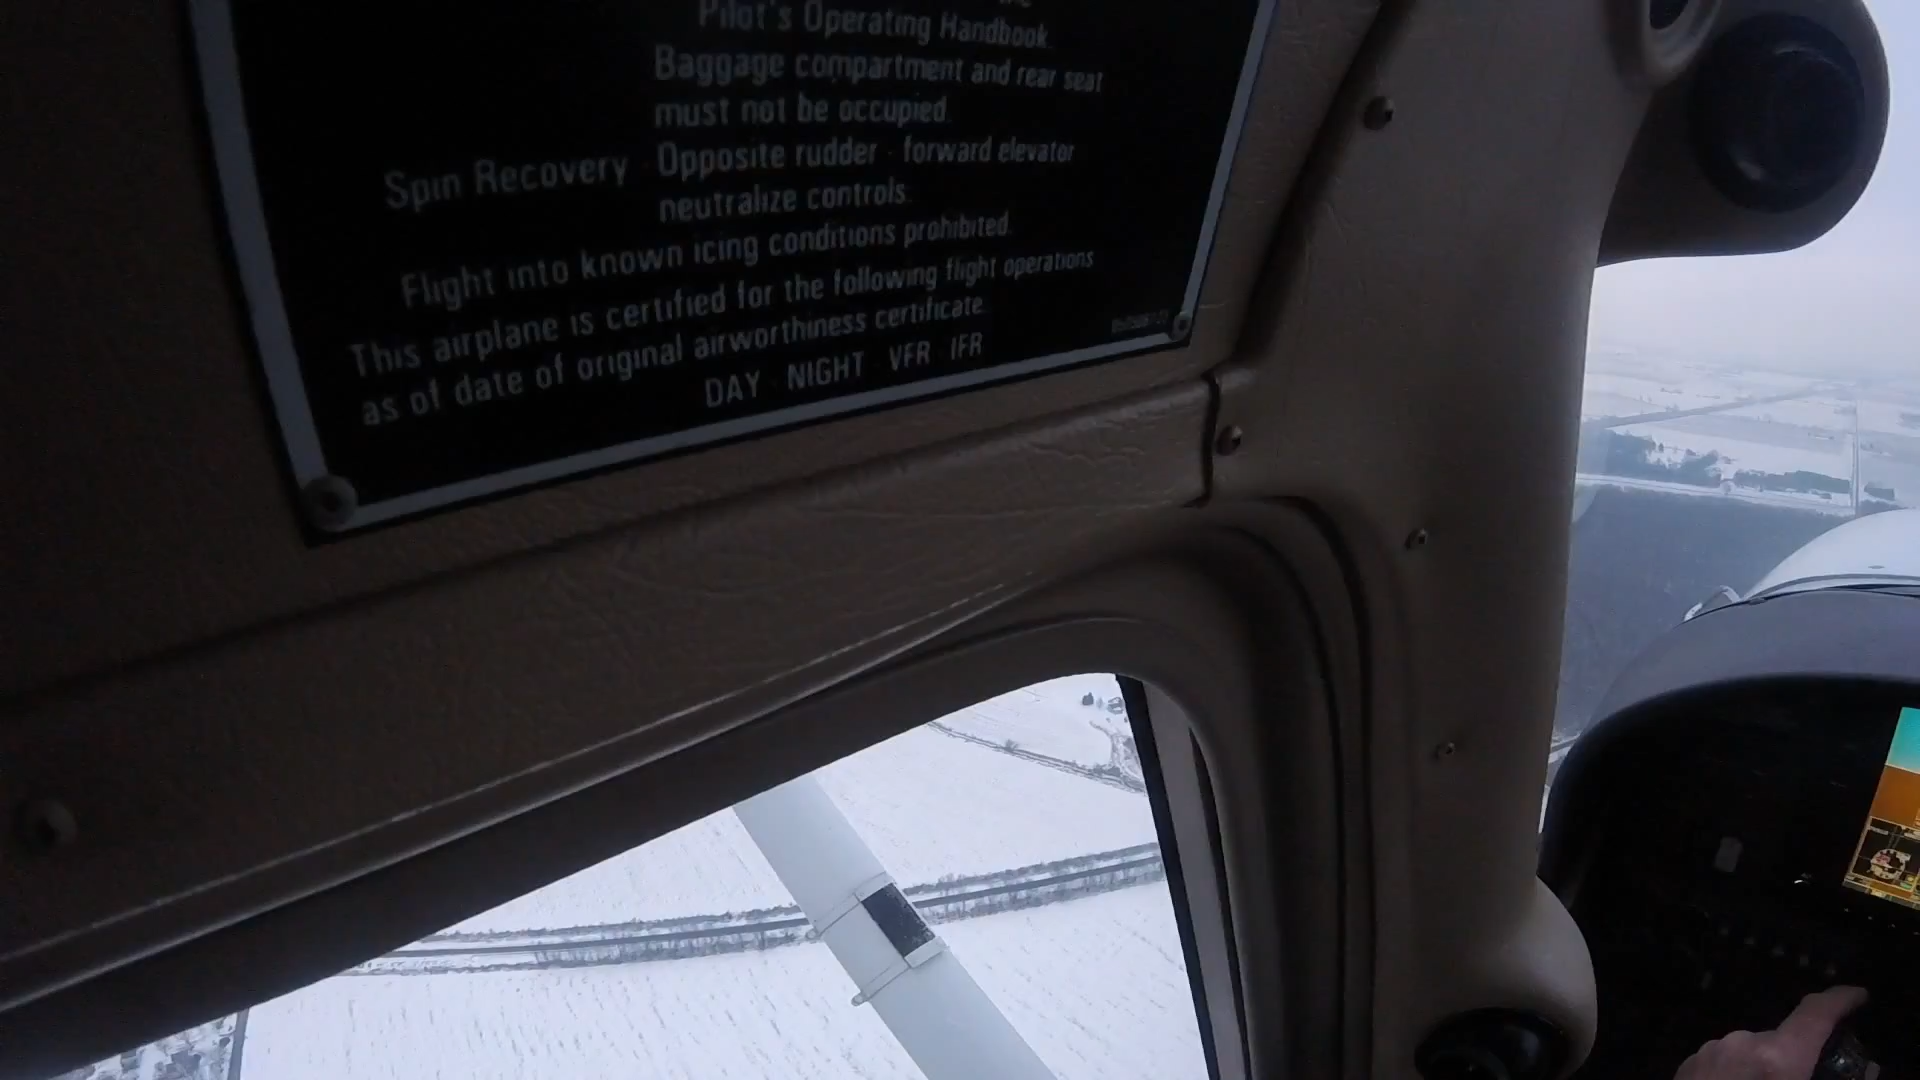 Pilot's Operating Handbook.
Baggage compartment and rear seat
must not be occupied.
Spin Recovery - Opposite rudder - forward elevator
neutralize controls.
Flight into known icing conditions prohibited.
This airplane is certified for the following flight operations
as of date of original airworthiness certificate.
DAY - NIGHT - VFR - IFR